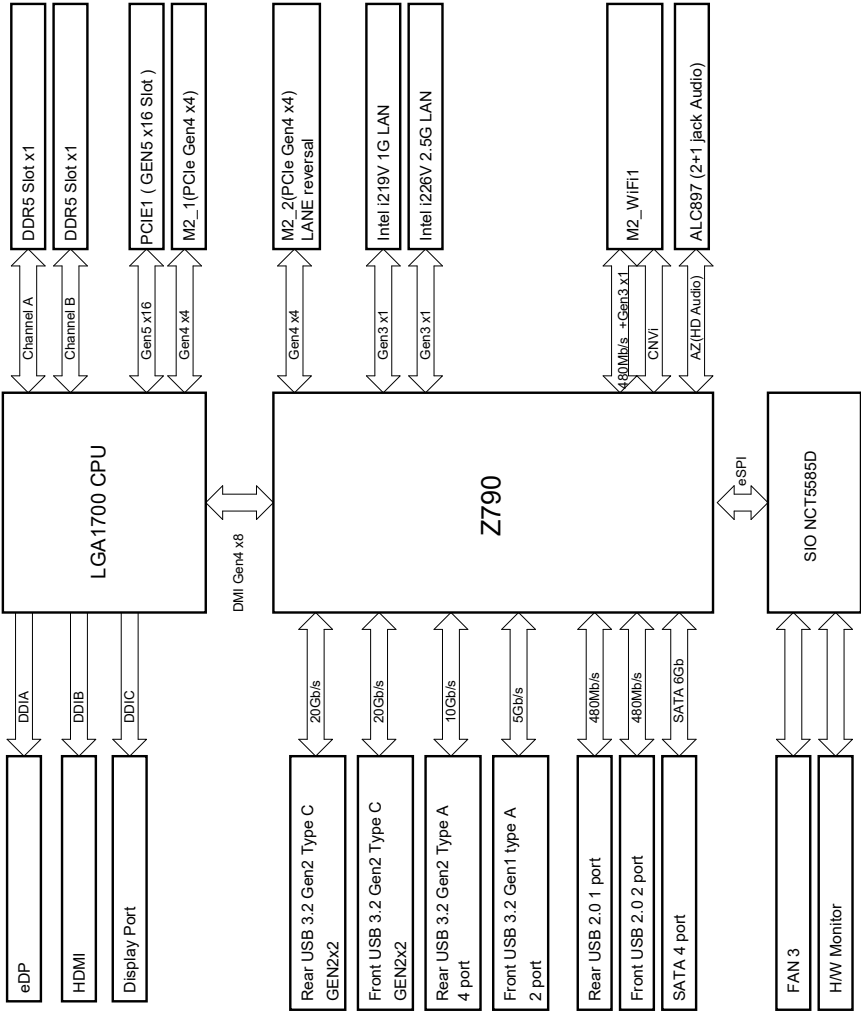 DDR5 Slot x1
DDR5 Slot x1
PCIE1 ( GEN5 x16 Slot )
M2_1(PCIe Gen4 x4)
M2_2(PCIe Gen4 x4)
LANE reversal
Intel i219V 1G LAN
Intel i226V 2.5G LAN
M2_WiFi1
ALC897 (2+1 jack Audio)
Channel A
Channel B
Gen5 x16
Gen4 x4
Gen4 x4
Gen3 x1
Gen3 x1
480Mb/s +Gen3 x1
CNVi
AZ(HD Audio)
LGA1700 CPU
DMI Gen4 x8
Z790
eSPI
SIO NCT5585D
DDIA
DDIB
DDIC
20Gb/s
20Gb/s
10Gb/s
5Gb/s
480Mb/s
480Mb/s
SATA 6Gb
eDP
HDMI
Display Port
Rear USB 3.2 Gen2 Type C
GEN2x2
Front USB 3.2 Gen2 Type C
GEN2x2
Rear USB 3.2 Gen2 Type A
4 port
Front USB 3.2 Gen1 type A
2 port
Rear USB 2.0 1 port
Front USB 2.0 2 port
SATA 4 port
FAN 3
H/W Monitor